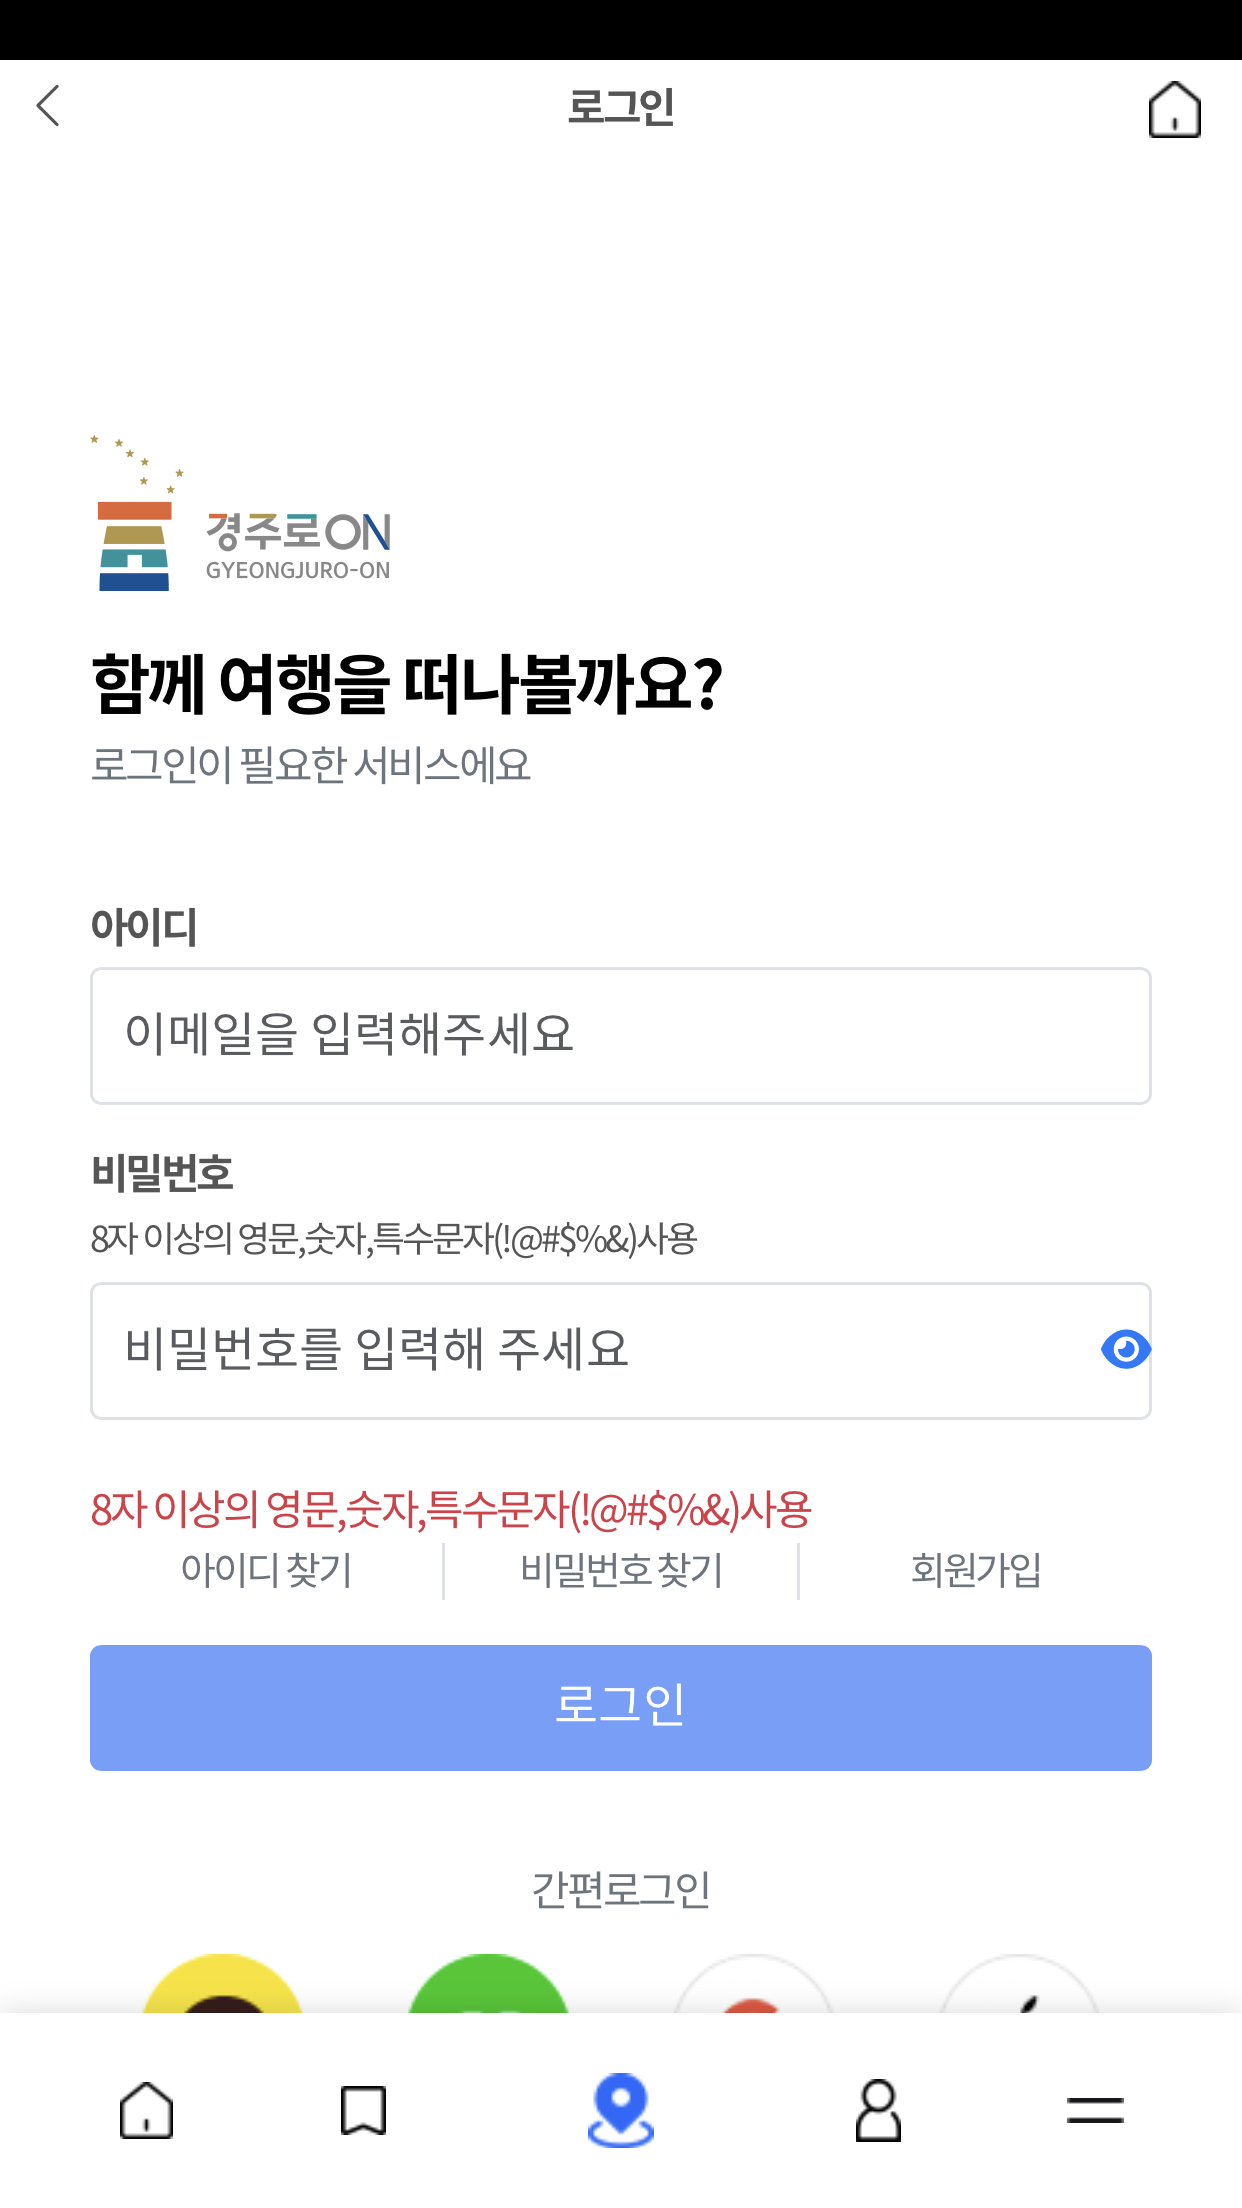 로그인
경주로ON
GYEONGJURO-ON
함께 여행을 떠나볼까요?
로그인이 필요한 서비스에요
아이디
이메일을 입력해주세요
비밀번호
8자 이상의 영문,숫자,특수문자(!@#$%&)사용
비밀번호를 입력해 주세요
8자 이상의 영문,숫자,특수문자(!@#$%&)사용
아이디 찾기
비밀번호 찾기
회원가입
로그인
간편로그인